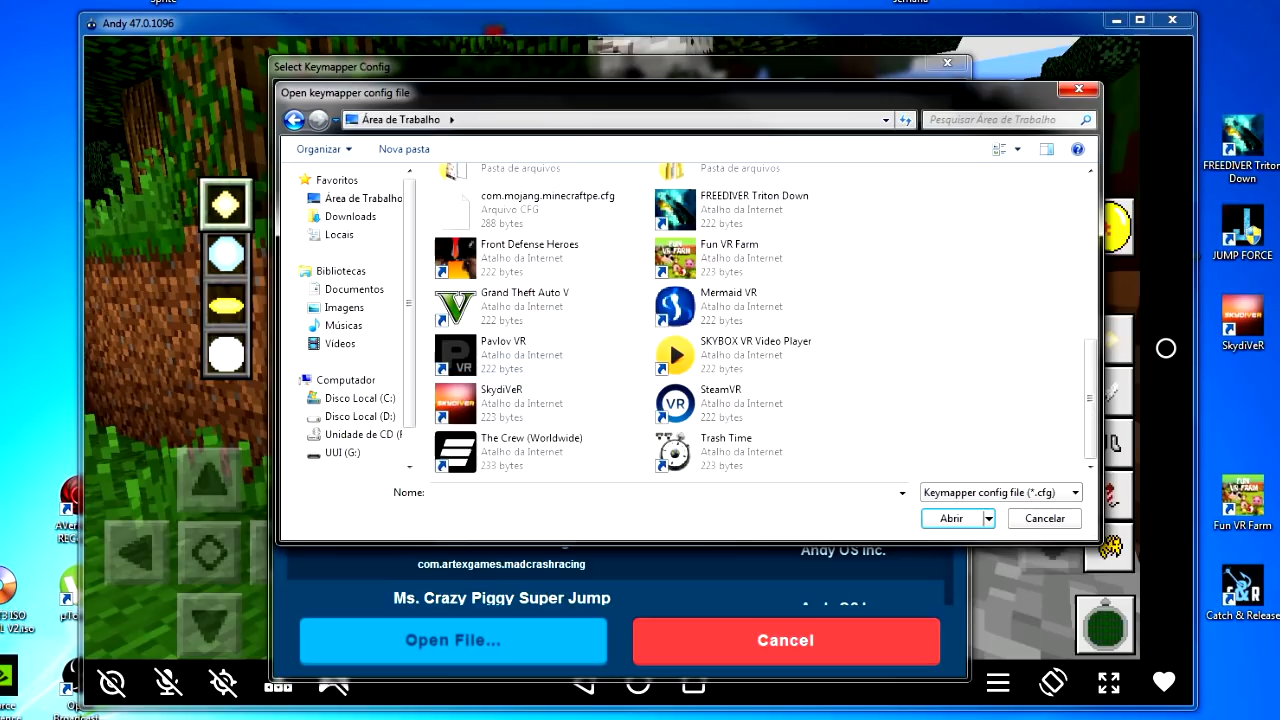 Sprite
semana
Andy 47.0.1096
Select Keymapper Config
Open keymapper config file
Área de Trabalho
Pesquisar Área de Trabalho
Organizar
Nova pasta
Favoritos
Área de Trabalho
Downloads
Locais
Bibliotecas
Documentos
Imagens
Músicas
Vídeos
Computador
Disco Local (C:)
Disco Local (D:)
Unidade de CD (F
UUI (G:)
Pasta de arquivos
Pasta de arquivos
com.mojang.minecraftpe.cfg
Arquivo CFG
288 bytes
FREEDIVER Triton Down
Atalho da Internet
222 bytes
Front Defense Heroes
Atalho da Internet
222 bytes
Fun VR Farm
Atalho da Internet
223 bytes
Grand Theft Auto V
Atalho da Internet
222 bytes
Mermaid VR
Atalho da Internet
222 bytes
Pavlov VR
Atalho da Internet
222 bytes
SKYBOX VR Video Player
Atalho da Internet
222 bytes
SkydiVeR
Atalho da Internet
223 bytes
SteamVR
Atalho da Internet
222 bytes
The Crew (Worldwide)
Atalho da Internet
233 bytes
Trash Time
Atalho da Internet
223 bytes
Nome:
Keymapper config file (*.cfg)
Abrir
Cancelar
Andy OS Inc.
com.artexgames.madcrashracing
Ms. Crazy Piggy Super Jump
Open File...
Cancel
FREEDIVER Triton
Down
JUMP FORCE
SkydiVeR
Fun VR Farm
Catch & Release